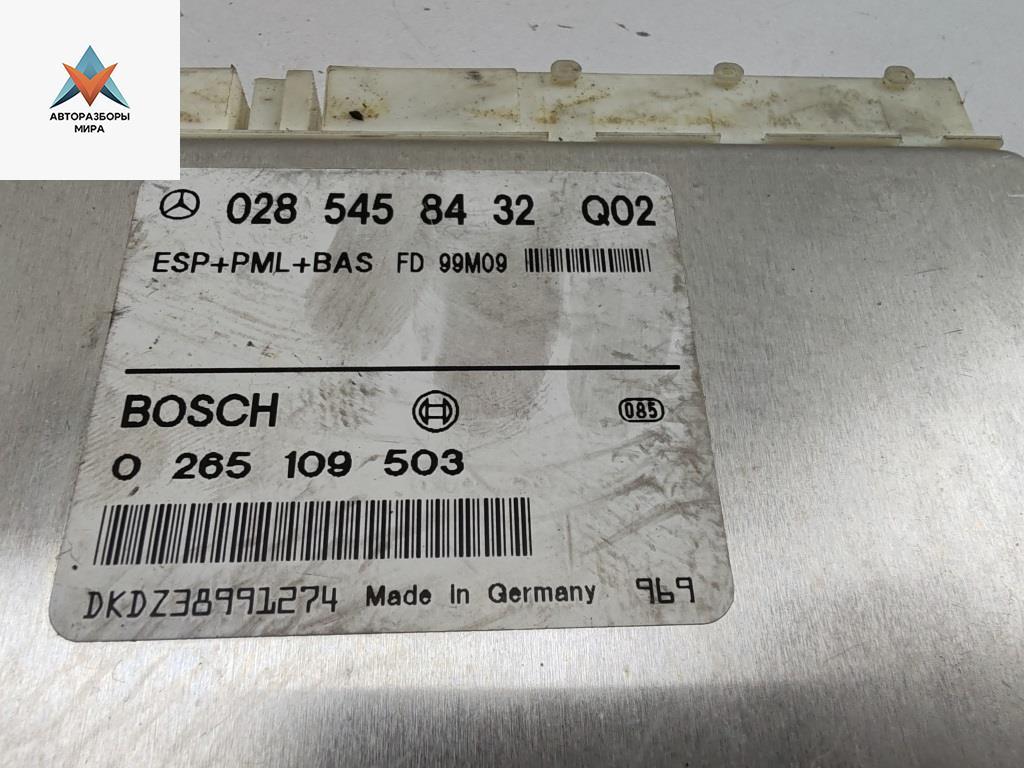 АВТОРАЗБОРЫ
МИРА
028 545 84 32 Q02
ESP+PML+BAS FD 99M09
BOSCH
085
0 265 109 503
DKDZ38991274 Made In Germany 969